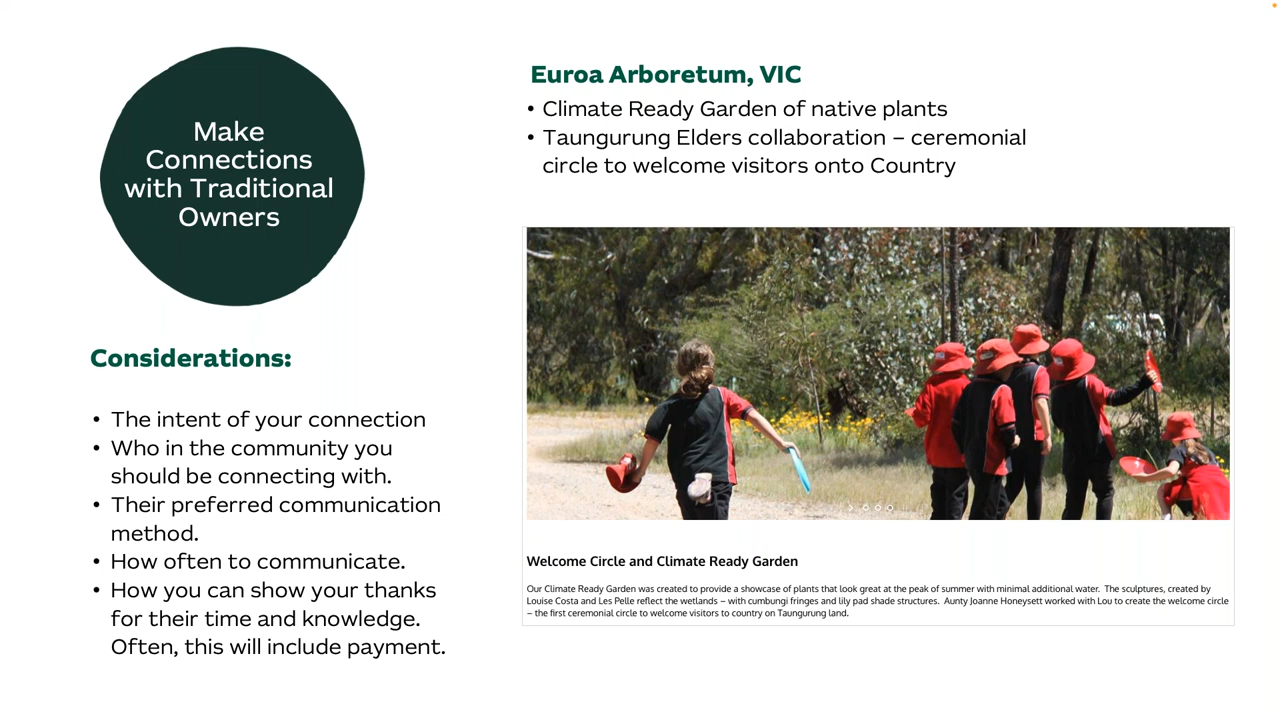 Make
Connections
with Traditional
Owners
Considerations:
• The intent of your connection
• Who in the community you
should be connecting with.
• Their preferred communication
method.
• How often to communicate.
• How you can show your thanks
for their time and knowledge.
Often, this will include payment.
Euroa Arboretum, VIC
• Climate Ready Garden of native plants
• Taungurung Elders collaboration – ceremonial
circle to welcome visitors onto Country
Welcome Circle and Climate Ready Garden
Our Climate Ready Garden was created to provide a showcase of plants that look great at the peak of summer with minimal additional water. The sculptures, created by
Louise Costa and Les Pelle reflect the wetlands – with cumbungi fringes and lily pad shade structures. Aunty Joanne Honeysett worked with Lou to create the welcome circle
– the first ceremonial circle to welcome visitors to country on Taungurung land.